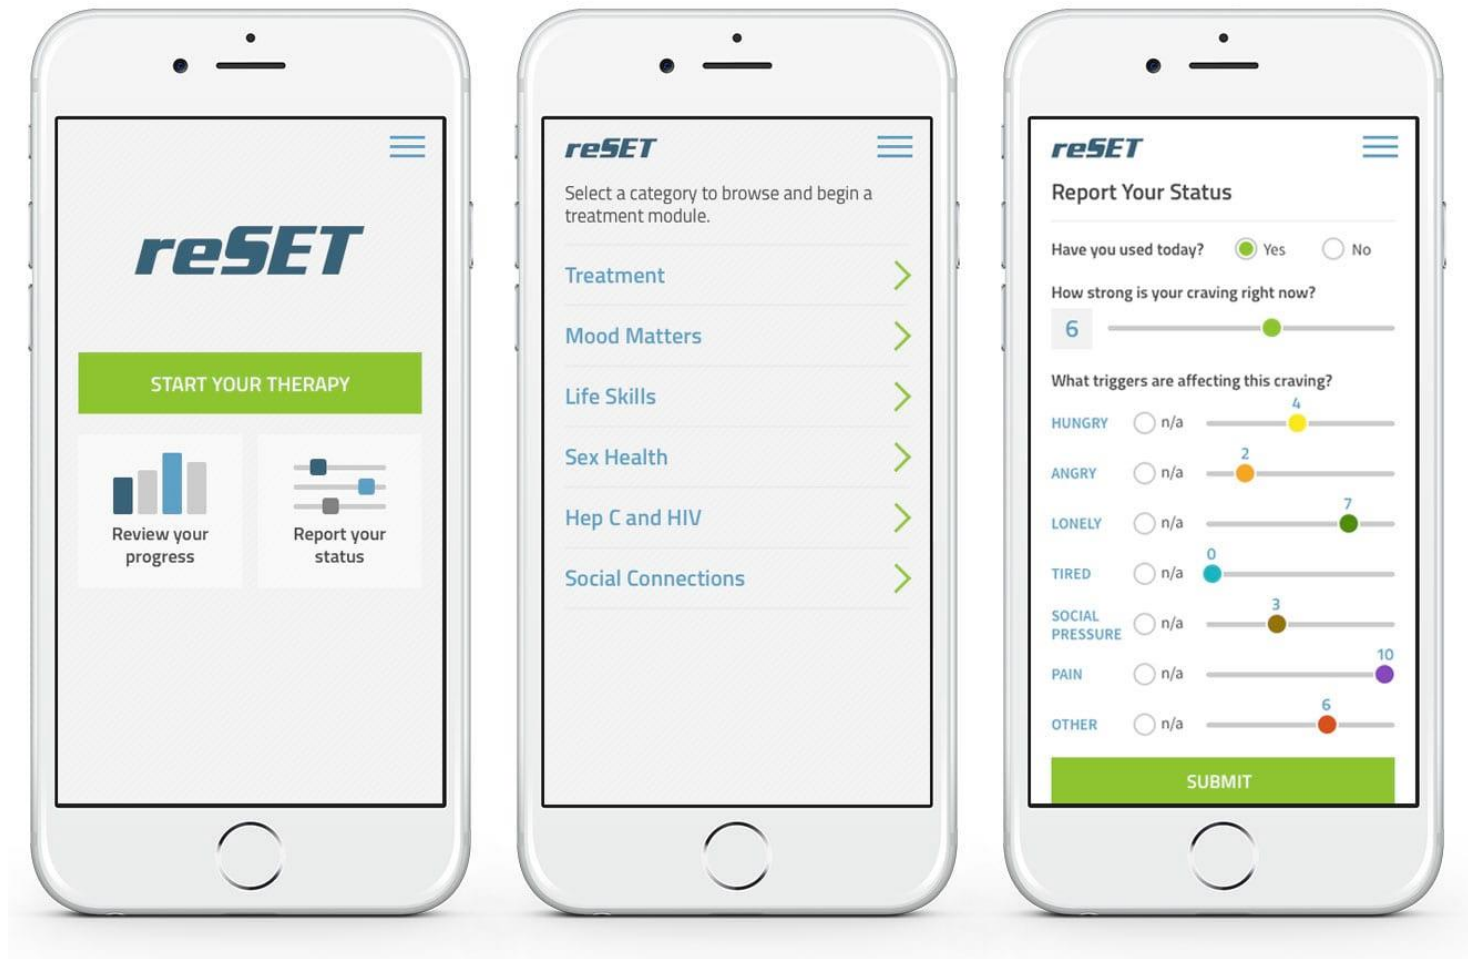 reSET
START YOUR THERAPY
Review your
progress
Report your
status
reSET
Select a category to browse and begin a
treatment module.
Treatment
Mood Matters
Life Skills
Sex Health
Hep C and HIV
Social Connections
reSET
Report Your Status
Have you used today? Yes No
How strong is your craving right now?
6
What triggers are affecting this craving?
4
HUNGRY n/a
2
ANGRY n/a
7
LONELY n/a
0
TIRED n/a
3
SOCIAL
PRESSURE n/a
10
PAIN n/a
6
OTHER n/a
SUBMIT